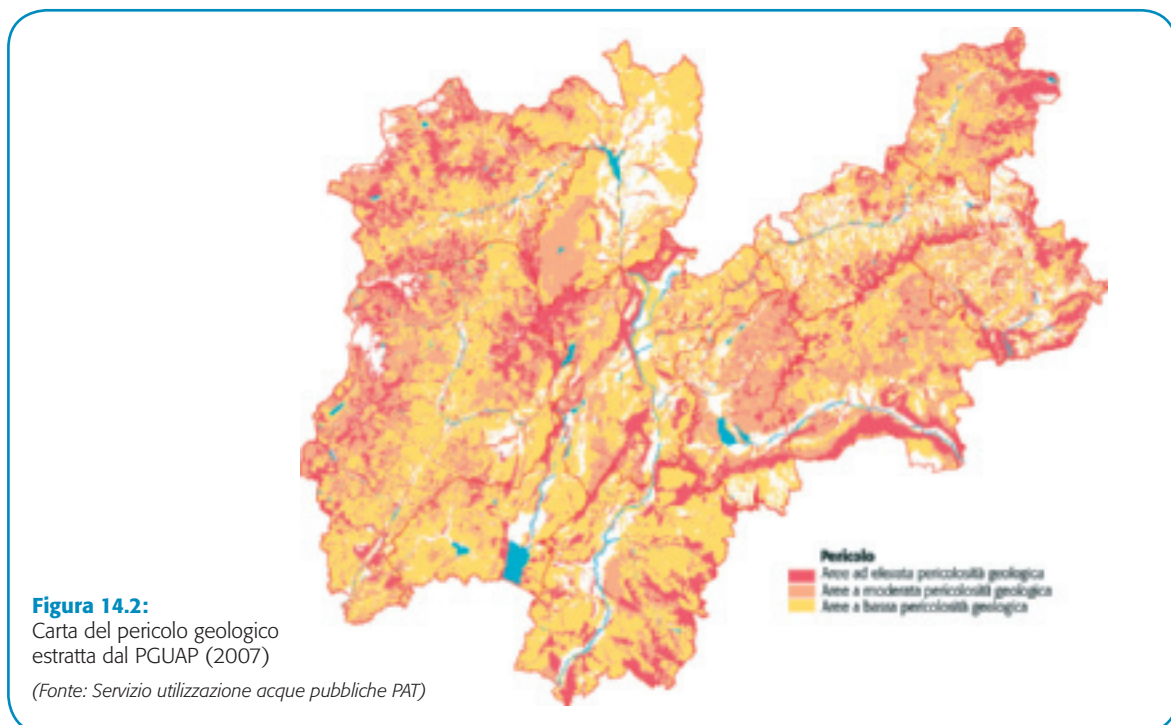 Pericolo
Aree ad elevata pericolosità geologica
Aree a moderata pericolosità geologica
Aree a bassa pericolosità geologica
Figura 14.2:
Carta del pericolo geologico
estratta dal PGUAP (2007)
(Fonte: Servizio utilizzazione acque pubbliche PAT)